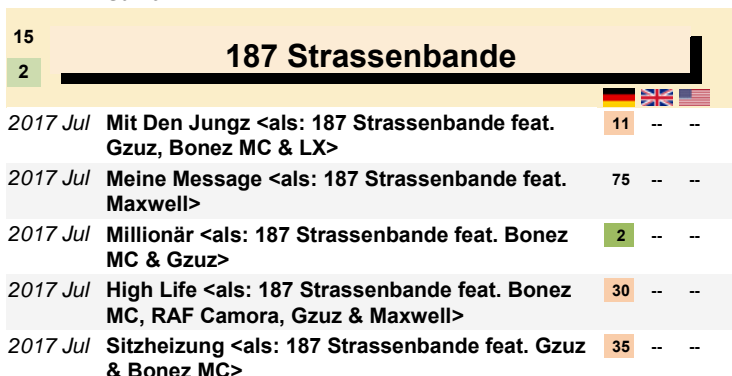 15
2
187 Strassenbande
2017 Jul Mit Den Jungz <als: 187 Strassenbande feat. 11 -- --
Gzuz, Bonez MC & LX>
2017 Jul Meine Message <als: 187 Strassenbande feat. 75 -- --
Maxwell>
2017 Jul Millionär <als: 187 Strassenbande feat. Bonez 2 -- --
MC & Gzuz>
2017 Jul High Life <als: 187 Strassenbande feat. Bonez 30 -- --
MC, RAF Camora, Gzuz & Maxwell>
2017 Jul Sitzheizung <als: 187 Strassenbande feat. Gzuz 35 -- --
& Bonez MC>